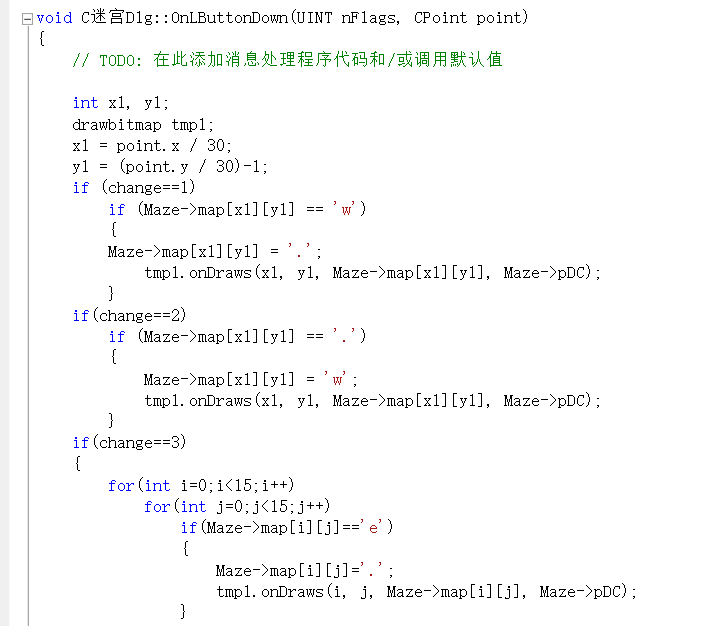 void C迷宫Dlg::OnLButtonDown(UINT nFlags, CPoint point)
{
    // TODO: 在此添加消息处理程序代码和/或调用默认值

    int x1, y1;
    drawbitmap tmp1;
    x1 = point.x / 30;
    y1 = (point.y / 30)-1;
    if (change==1)
        if (Maze->map[x1][y1] == 'w')
        {
        Maze->map[x1][y1] = '.';
            tmp1.onDraws(x1, y1, Maze->map[x1][y1], Maze->pDC);
        }
    if(change==2)
        if (Maze->map[x1][y1] == '.')
        {
            Maze->map[x1][y1] = 'w';
            tmp1.onDraws(x1, y1, Maze->map[x1][y1], Maze->pDC);
        }
    if(change==3)
    {
        for(int i=0;i<15;i++)
            for(int j=0;j<15;j++)
                if(Maze->map[i][j]=='e')
                {
                    Maze->map[i][j]='.';
                    tmp1.onDraws(i, j, Maze->map[i][j], Maze->pDC);
                }